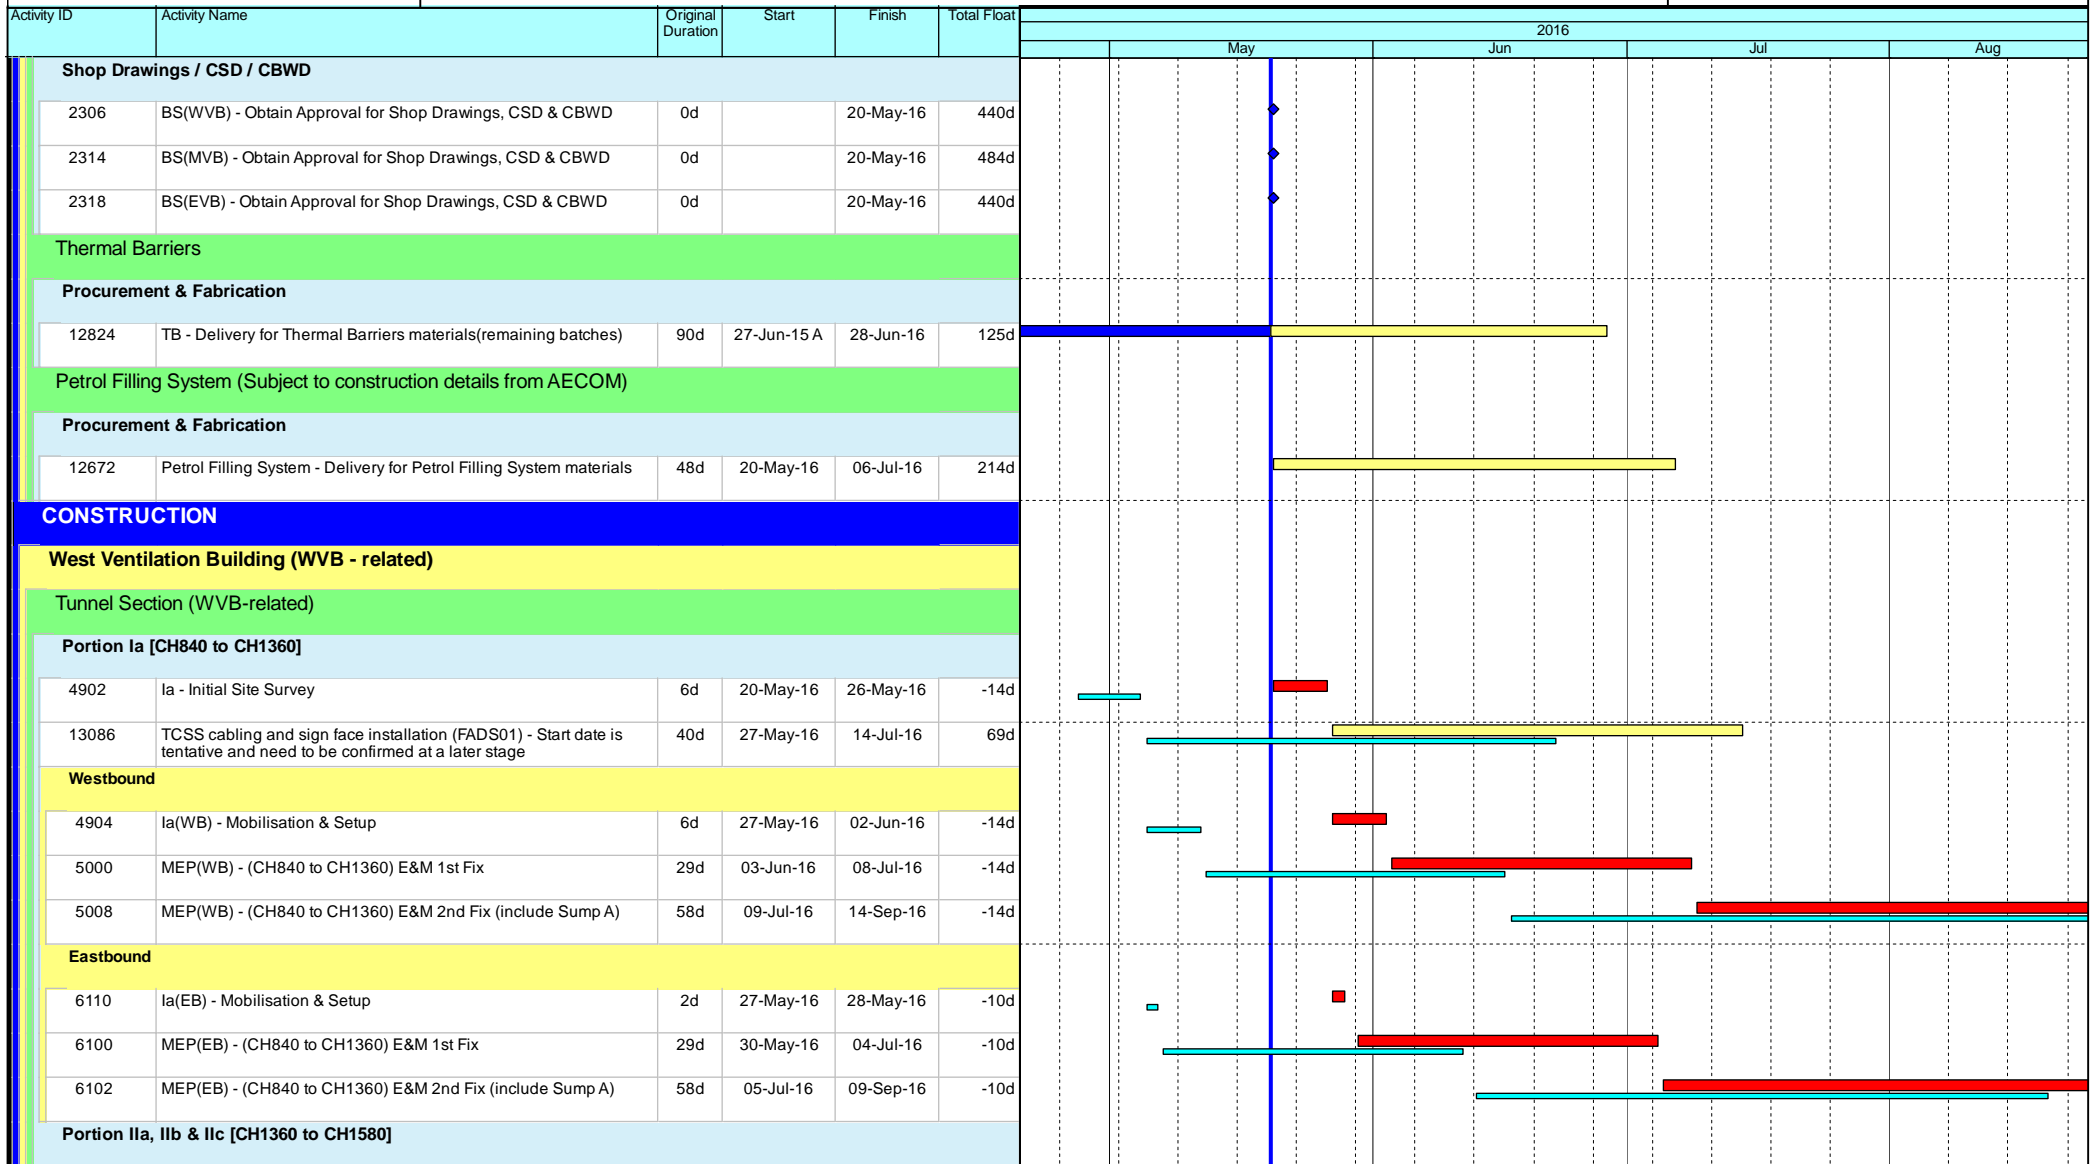 Activity ID Activity Name Original Duration Start Finish Total Float
2016
May Jun Jul Aug
Shop Drawings / CSD / CBWD
2306 BS(WVB) - Obtain Approval for Shop Drawings, CSD & CBWD 0d 20-May-16 440d
2314 BS(MVB) - Obtain Approval for Shop Drawings, CSD & CBWD 0d 20-May-16 484d
2318 BS(EVB) - Obtain Approval for Shop Drawings, CSD & CBWD 0d 20-May-16 440d
Thermal Barriers
Procurement & Fabrication
12824 TB - Delivery for Thermal Barriers materials(remaining batches) 90d 27-Jun-15 A 28-Jun-16 125d
Petrol Filling System (Subject to construction details from AECOM)
Procurement & Fabrication
12672 Petrol Filling System - Delivery for Petrol Filling System materials 48d 20-May-16 06-Jul-16 214d
CONSTRUCTION
West Ventilation Building (WVB - related)
Tunnel Section (WVB-related)
Portion Ia [CH840 to CH1360]
4902 Ia - Initial Site Survey 6d 20-May-16 26-May-16 -14d
13086 TCSS cabling and sign face installation (FADS01) - Start date is 40d 27-May-16 14-Jul-16 69d
tentative and need to be confirmed at a later stage
Westbound
4904 Ia(WB) - Mobilisation & Setup 6d 27-May-16 02-Jun-16 -14d
5000 MEP(WB) - (CH840 to CH1360) E&M 1st Fix 29d 03-Jun-16 08-Jul-16 -14d
5008 MEP(WB) - (CH840 to CH1360) E&M 2nd Fix (include Sump A) 58d 09-Jul-16 14-Sep-16 -14d
Eastbound
6110 Ia(EB) - Mobilisation & Setup 2d 27-May-16 28-May-16 -10d
6100 MEP(EB) - (CH840 to CH1360) E&M 1st Fix 29d 30-May-16 04-Jul-16 -10d
6102 MEP(EB) - (CH840 to CH1360) E&M 2nd Fix (include Sump A) 58d 05-Jul-16 09-Sep-16 -10d
Portion IIa, IIb & IIc [CH1360 to CH1580]